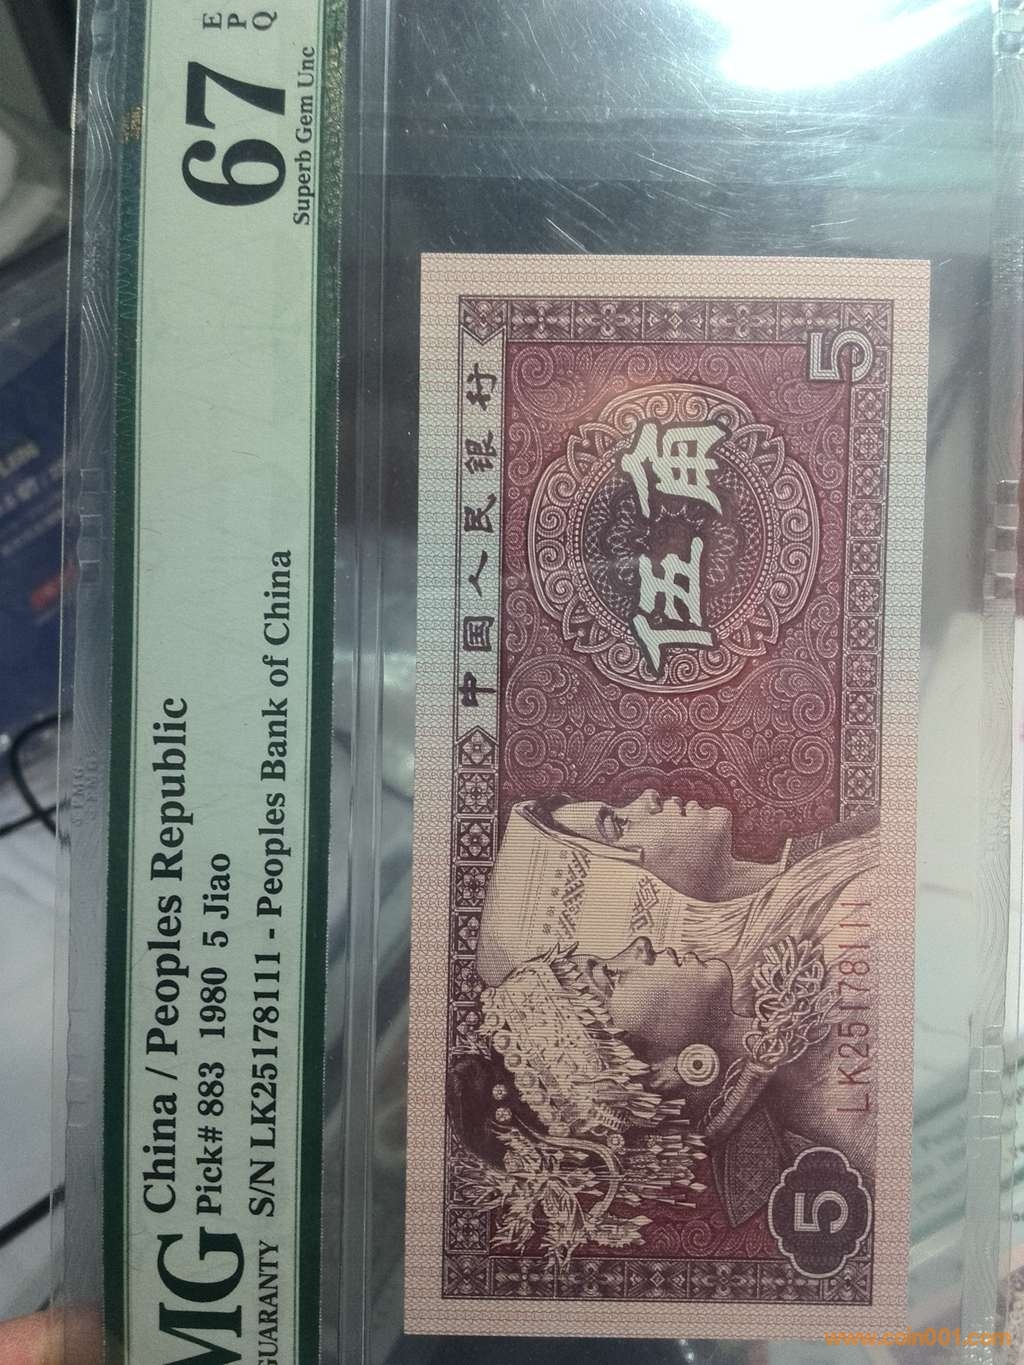 China / Peoples Republic
Pick# 883 1980 5 Jiao
S/N LK25178111 - Peoples Bank of China
MG
GUARANTY
67
EPQ
Superb Gem Unc
中国人民银行
伍角
5
5
LK25178111
www.coin001.com